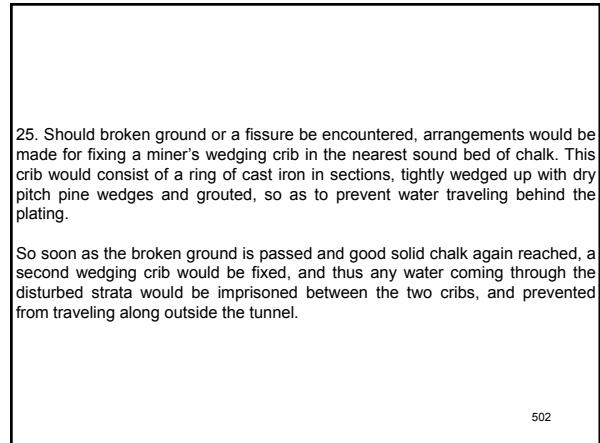 25. Should broken ground or a fissure be encountered, arrangements would be
made for fixing a miner’s wedging crib in the nearest sound bed of chalk. This
crib would consist of a ring of cast iron in sections, tightly wedged up with dry
pitch pine wedges and grouted, so as to prevent water traveling behind the
plating.
So soon as the broken ground is passed and good solid chalk again reached, a
second wedging crib would be fixed, and thus any water coming through the
disturbed strata would be imprisoned between the two cribs, and prevented
from traveling along outside the tunnel.
502